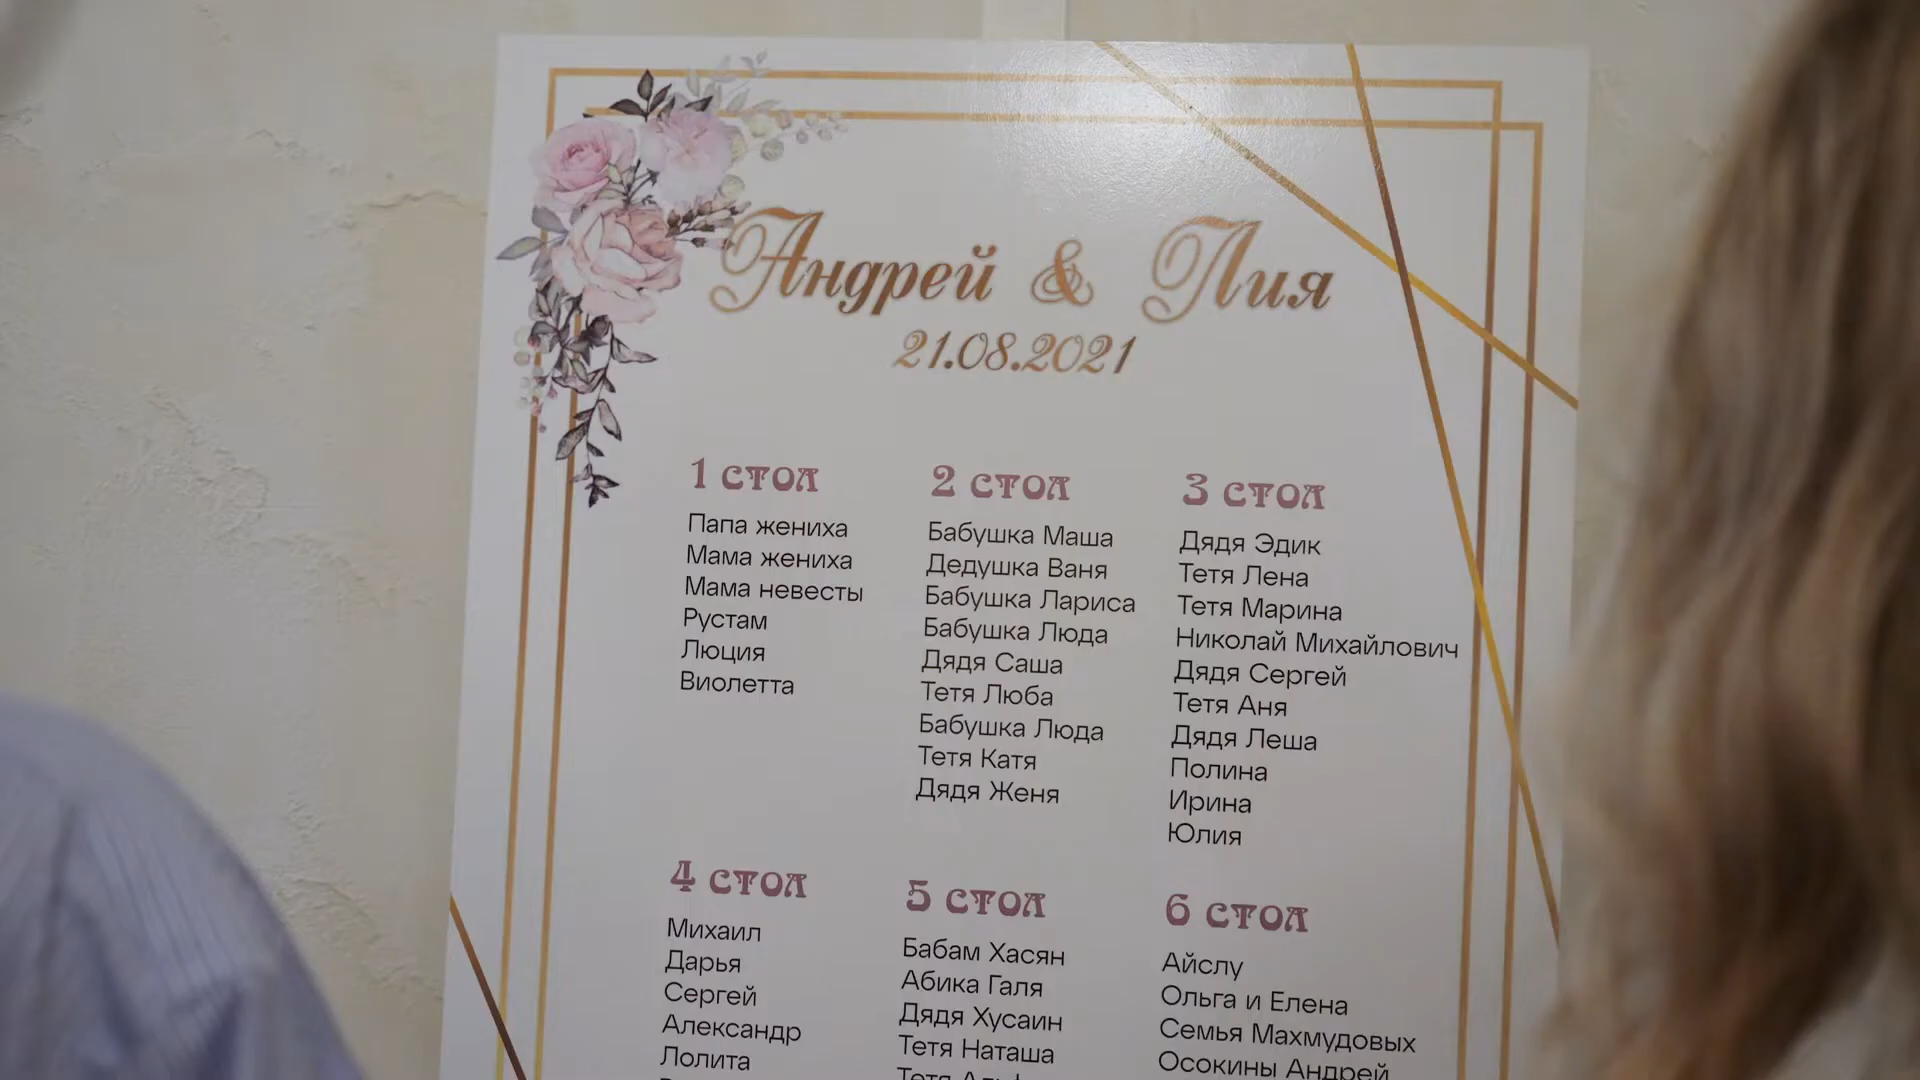 Андрей & Лия
21.08.2021
1 стол
Папа жениха
Мама жениха
Мама невесты
Рустам
Люция
Виолетта
2 стол
Бабушка Маша
Дедушка Ваня
Бабушка Лариса
Бабушка Люда
Дядя Саша
Тетя Люба
Бабушка Люда
Тетя Катя
Дядя Женя
3 стол
Дядя Эдик
Тетя Лена
Тетя Марина
Николай Михайлович
Дядя Сергей
Тетя Аня
Дядя Леша
Полина
Ирина
Юлия
4 стол
Михаил
Дарья
Сергей
Александр
Лолита
5 стол
Бабам Хасян
Абика Галя
Дядя Хусаин
Тетя Наташа
Тетя
6 стол
Айслу
Ольга и Елена
Семья Махмудовых
Осокины Андрей